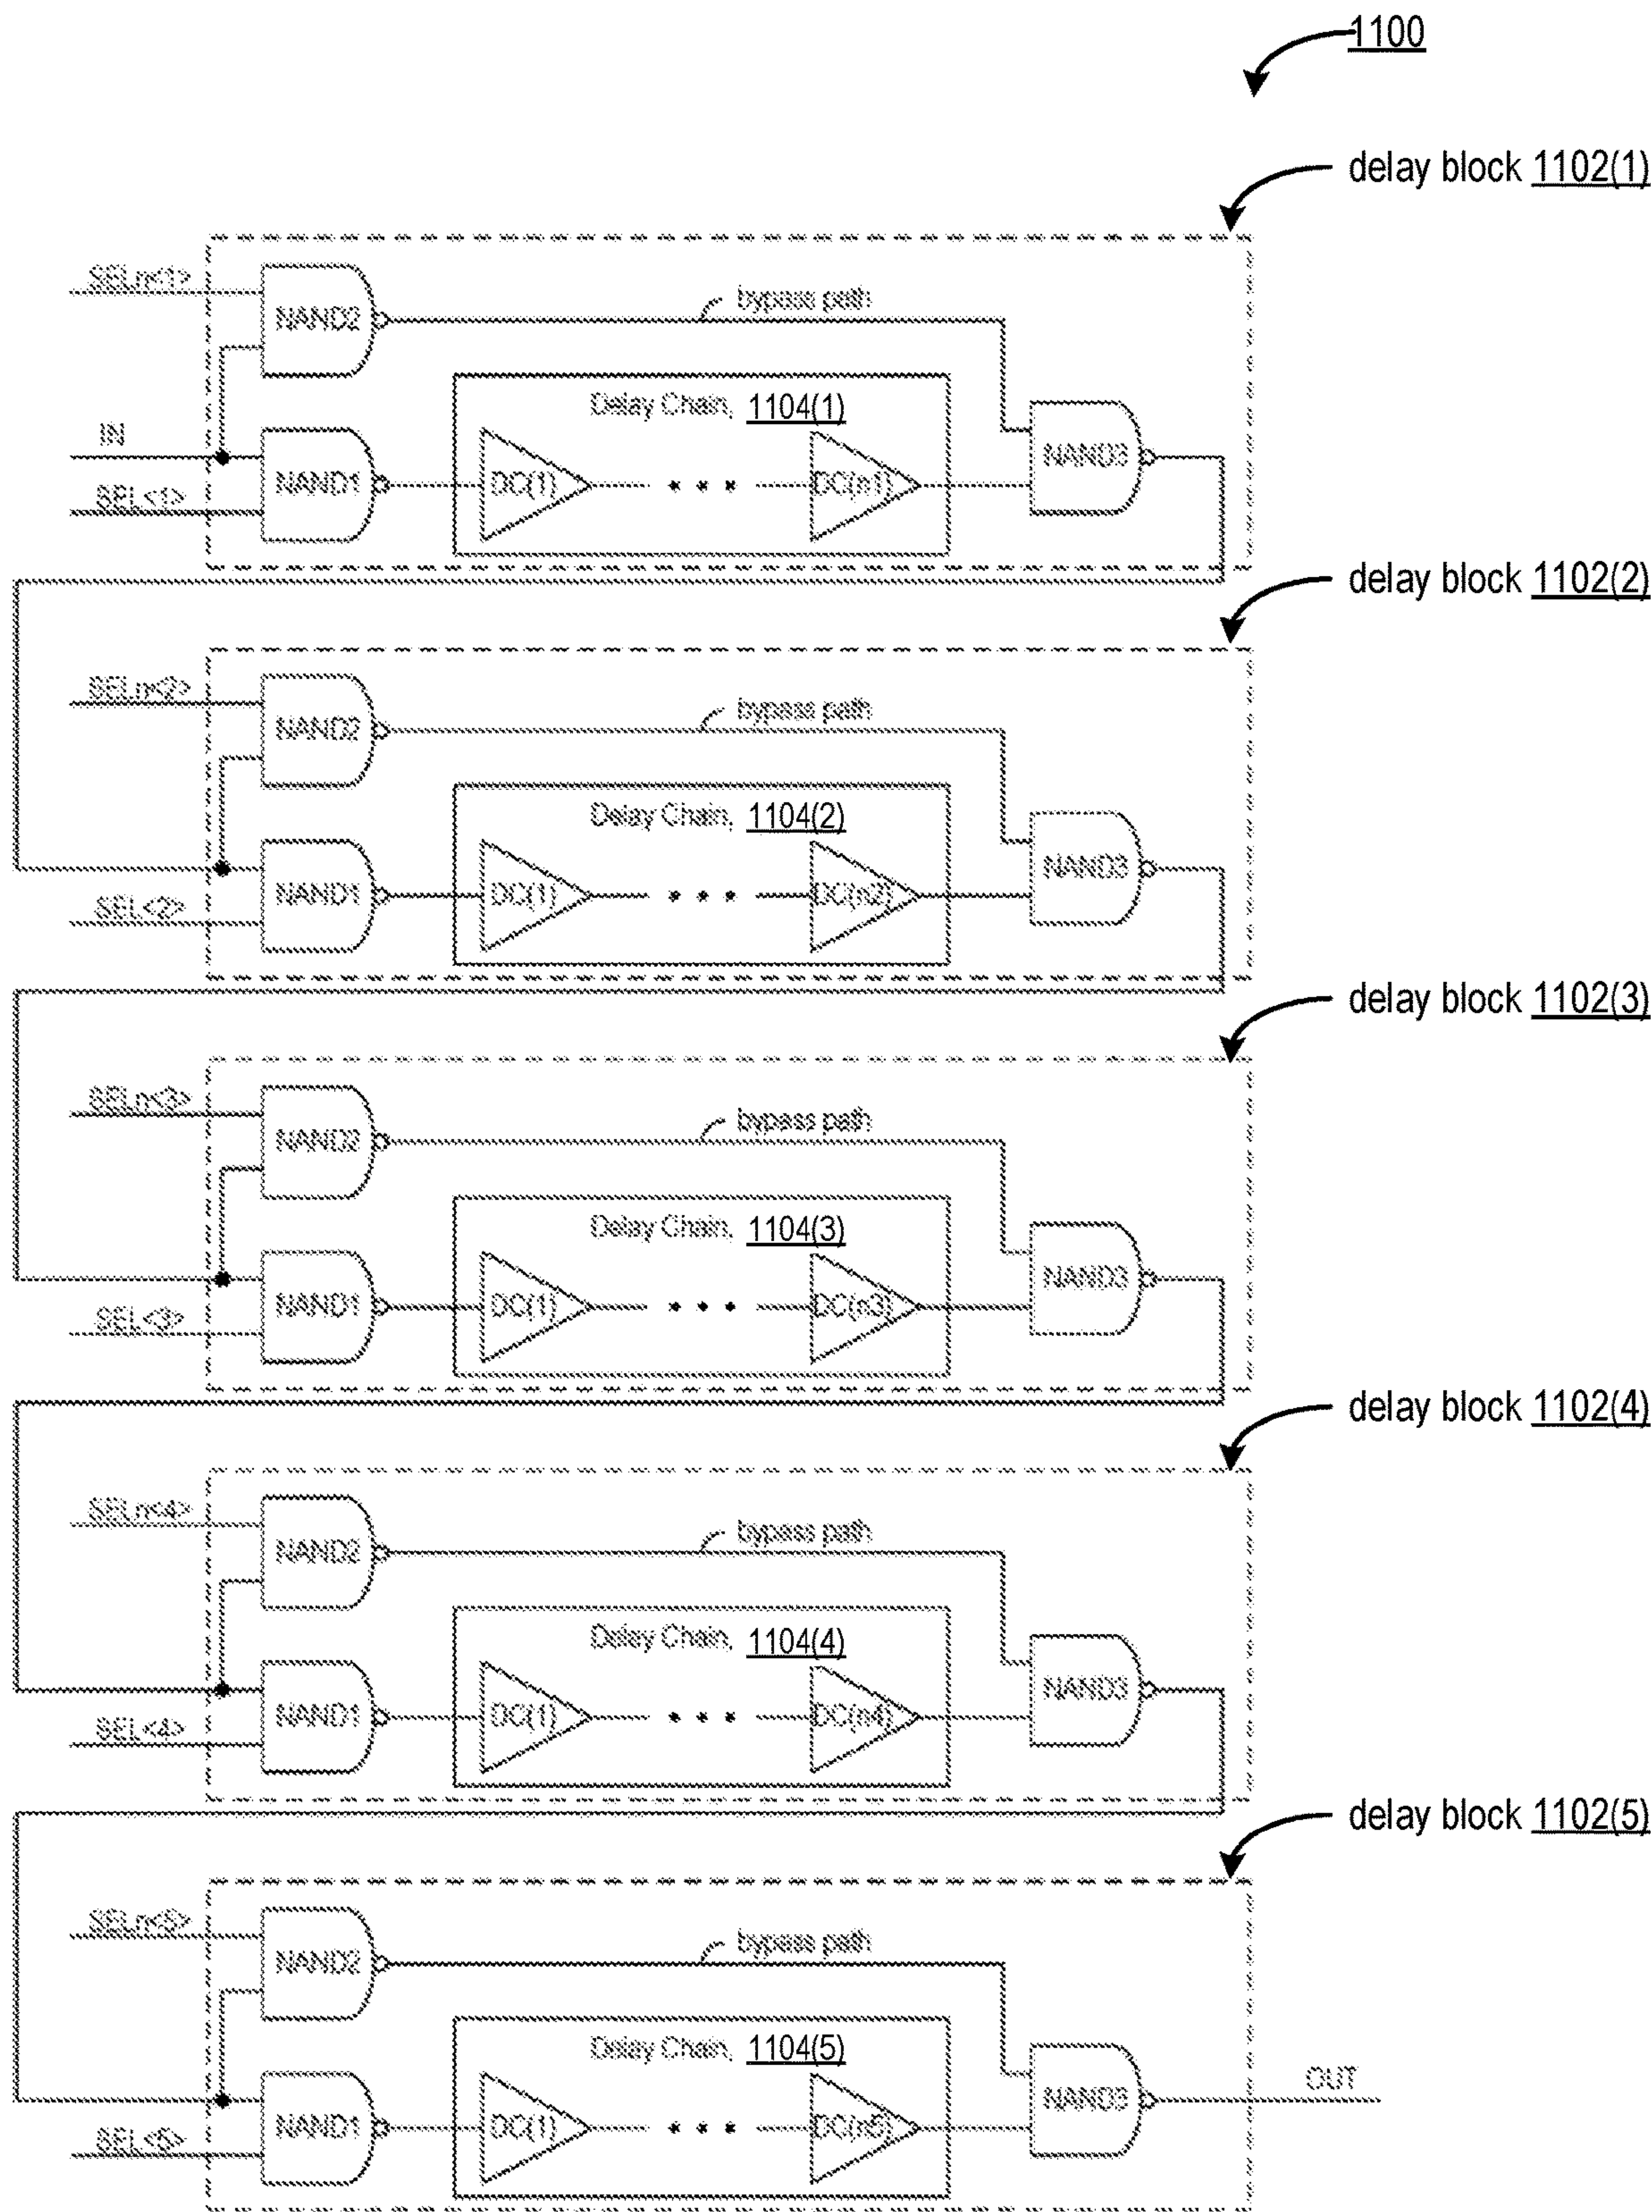 1100
delay block 1102(1)
SELn<1>
NAND2
bypass path
Delay Chain, 1104(1)
IN
NAND1
DC(1)
DC(n1)
NAND3
SEL<1>
delay block 1102(2)
SELn<2>
NAND2
bypass path
Delay Chain, 1104(2)
NAND1
DC(1)
DC(n2)
NAND3
SEL<2>
delay block 1102(3)
SELn<3>
NAND2
bypass path
Delay Chain, 1104(3)
NAND1
DC(1)
DC(n3)
NAND3
SEL<3>
delay block 1102(4)
SELn<4>
NAND2
bypass path
Delay Chain, 1104(4)
NAND1
DC(1)
DC(n4)
NAND3
SEL<4>
delay block 1102(5)
SELn<5>
NAND2
bypass path
Delay Chain, 1104(5)
NAND1
DC(1)
DC(n5)
NAND3
OUT
SEL<5>